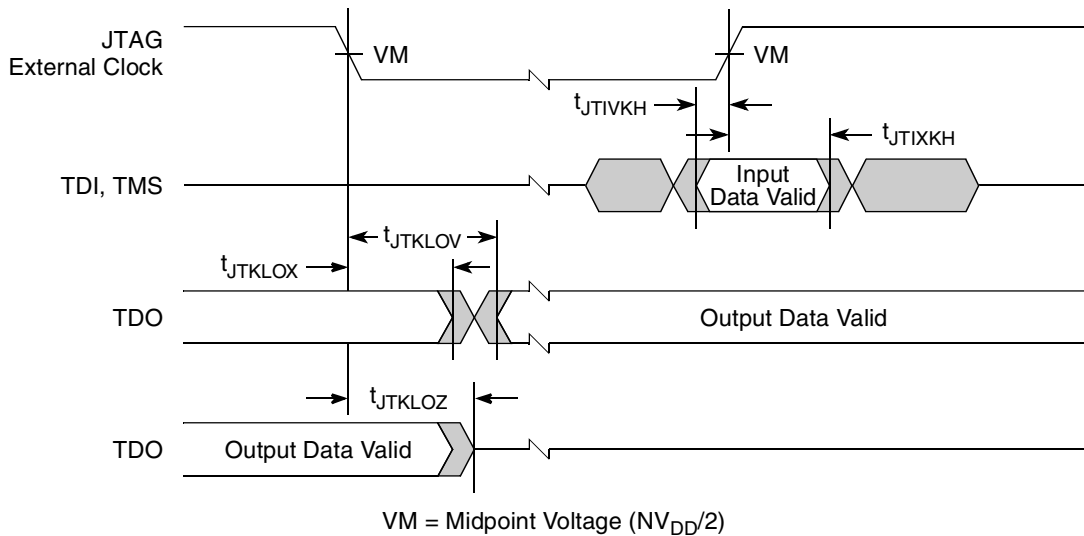 JTAG
External Clock
VM
VM
tJTIVKH
tJTIXKH
TDI, TMS
Input
Data Valid
tJTKLOV
tJTKLOX
TDO
Output Data Valid
tJTKLOZ
TDO
Output Data Valid
VM = Midpoint Voltage (NVDD/2)